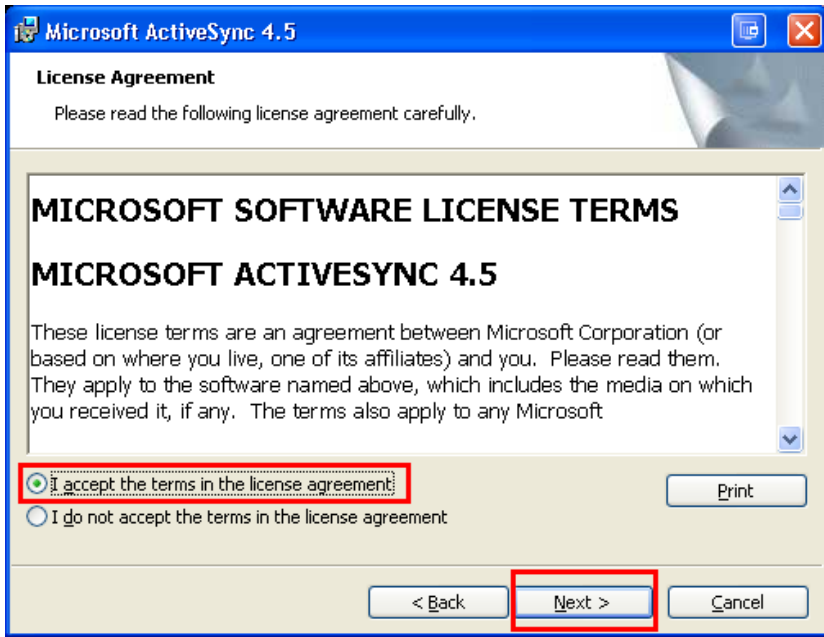 Microsoft ActiveSync 4.5
License Agreement
Please read the following license agreement carefully.
MICROSOFT SOFTWARE LICENSE TERMS
MICROSOFT ACTIVESYNC 4.5
These license terms are an agreement between Microsoft Corporation (or
based on where you live, one of its affiliates) and you.  Please read them.
They apply to the software named above, which includes the media on which
you received it, if any.  The terms also apply to any Microsoft
I accept the terms in the license agreement
Print
I do not accept the terms in the license agreement
< Back
Next >
Cancel